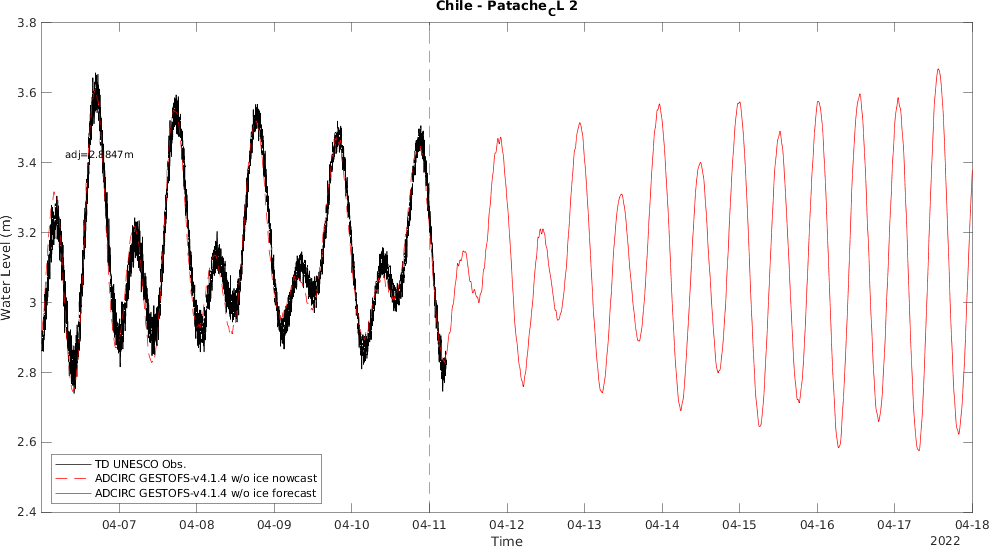 Chile - Patache_CL 2
3.8
3.6
3.4
3.2
3
2.8
2.6
2.4
Water Level (m)
adj=2.8847m
TD UNESCO Obs.
ADCIRC GESTOFS-v4.1.4 w/o ice nowcast
ADCIRC GESTOFS-v4.1.4 w/o ice forecast
04-07 04-08 04-09 04-10 04-11 04-12 04-13 04-14 04-15 04-16 04-17 04-18
Time
2022